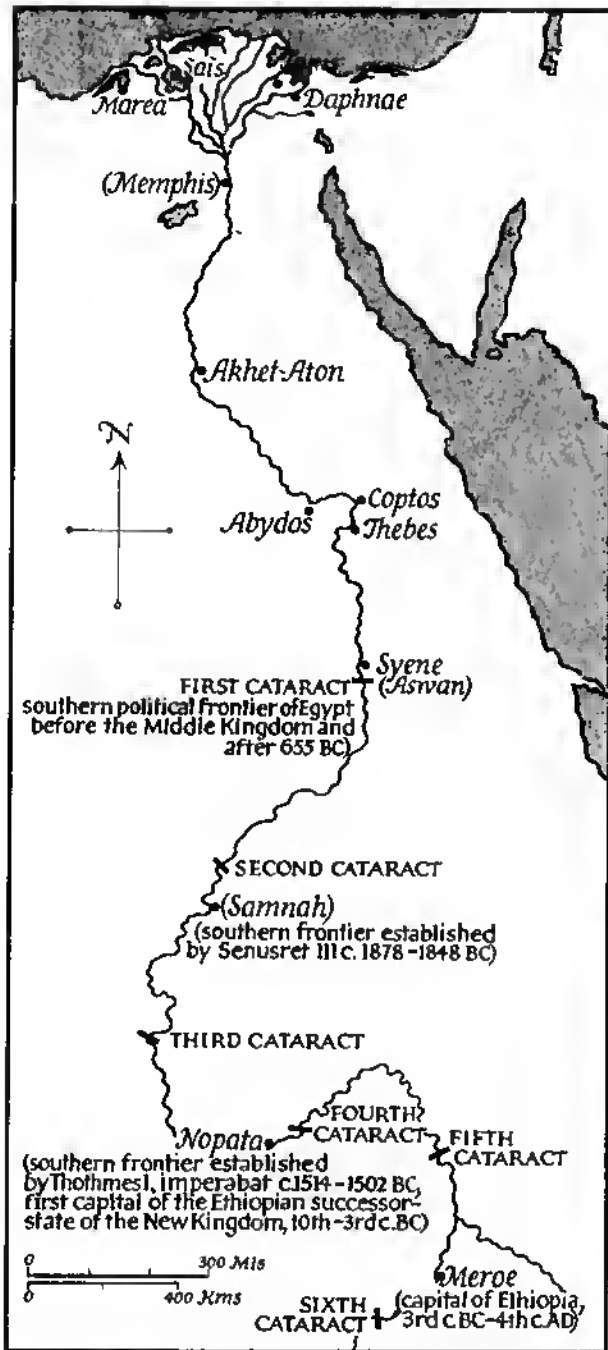 Sais
Marea
Daphnae
(Memphis)
Akhet-Aton
N
Coptos
Abydos
Thebes
Syene
FIRST CATARACT (Aswan)
southern political frontier of Egypt
before the Middle Kingdom and
after 655 BC)
SECOND CATARACT
(Samnah)
(southern frontier established
by Senusret III c. 1878-1848 BC)
THIRD CATARACT
FOURTH
CATARACT
FIFTH
CATARACT
Nopata
(southern frontier established
by Thothmes I, imperabat c.1514-1502 BC,
first capital of the Ethiopian successor-
state of the New Kingdom, 10th-3rd c. BC)
0 300 Mls
0 400 Kms
Meroe
(capital of Ethiopia,
3rd c BC-4th c. AD)
SIXTH
CATARACT